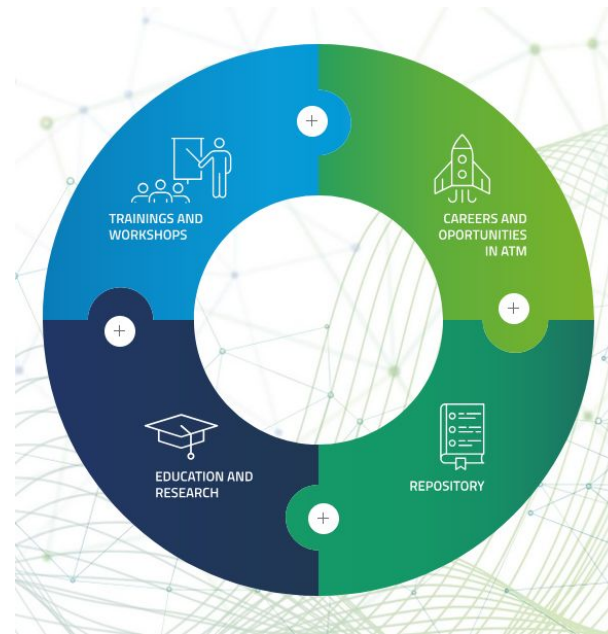 TRAININGS AND
WORKSHOPS
CAREERS AND
OPORTUNITIES
IN ATM
EDUCATION AND
RESEARCH
REPOSITORY